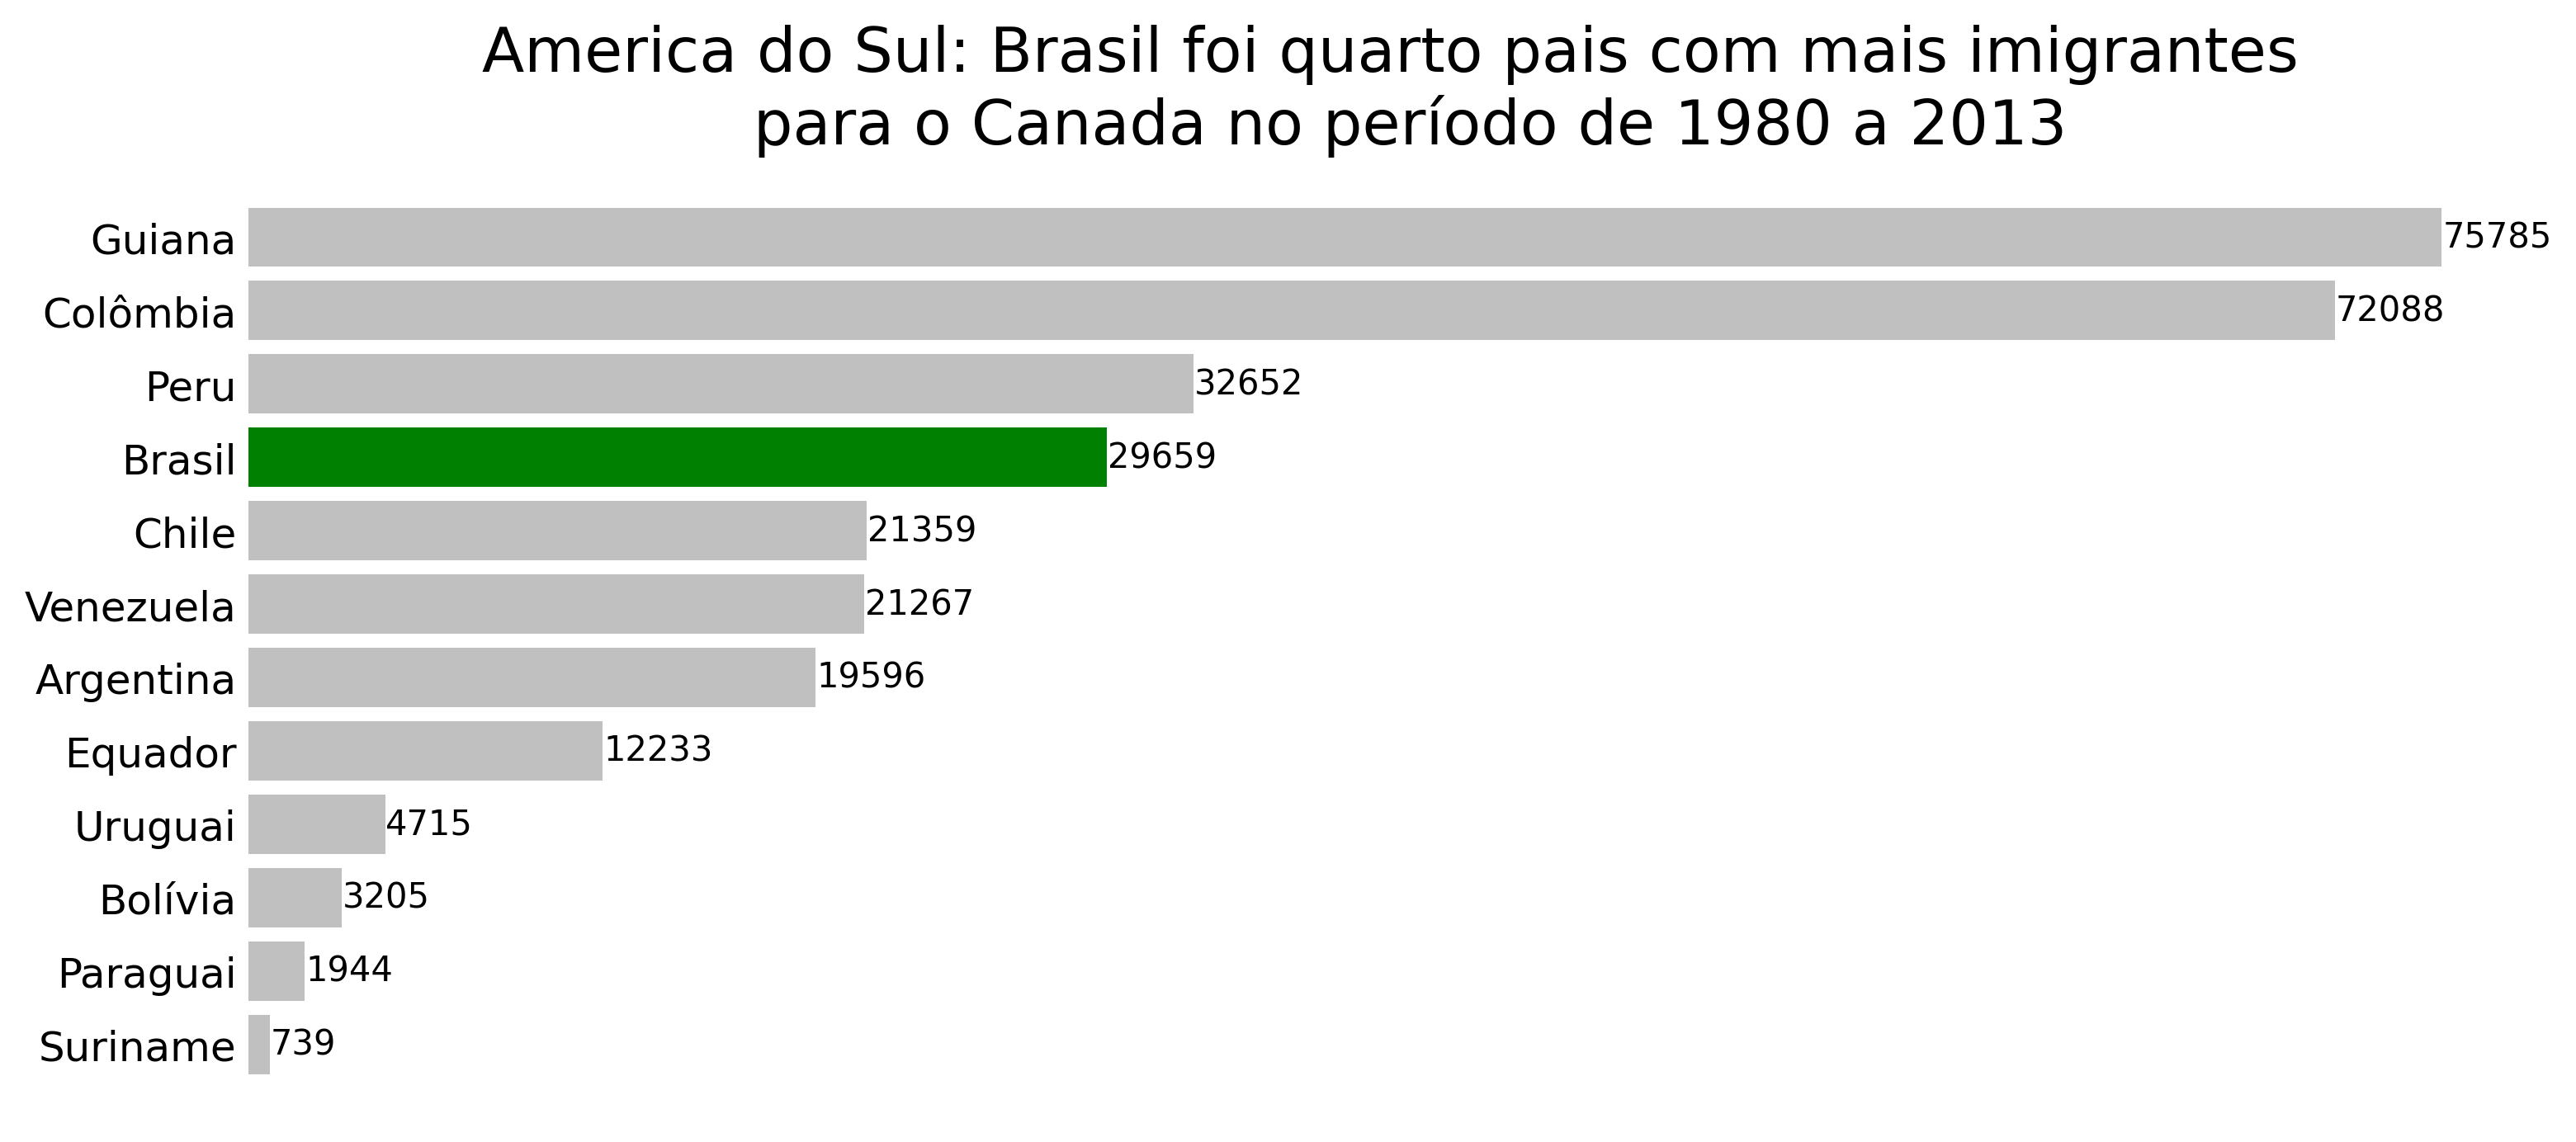 America do Sul: Brasil foi quarto pais com mais imigrantes
para o Canada no período de 1980 a 2013
Guiana 75785
Colômbia 72088
Peru 32652
Brasil 29659
Chile 21359
Venezuela 21267
Argentina 19596
Equador 12233
Uruguai 4715
Bolívia 3205
Paraguai 1944
Suriname 739